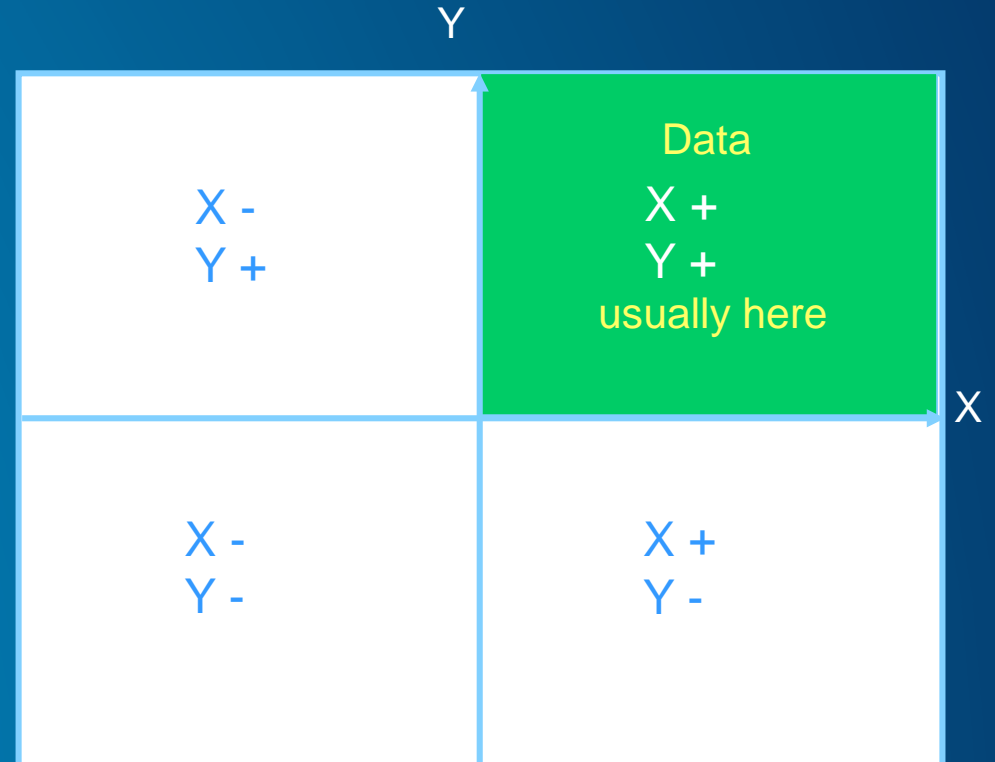 Y
X -
Y +
Data
X +
Y +
usually here
X
X -
Y -
X +
Y -